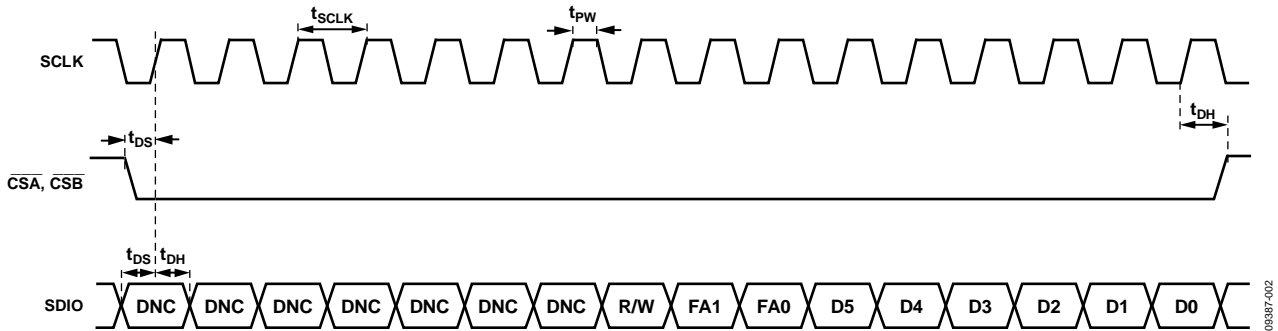 tSCLK
tPW
SCLK
tDH
tDS
CSA, CSB
tDS tDH
SDIO DNC DNC DNC DNC DNC DNC DNC R/W FA1 FA0 D5 D4 D3 D2 D1 D0
09387-002